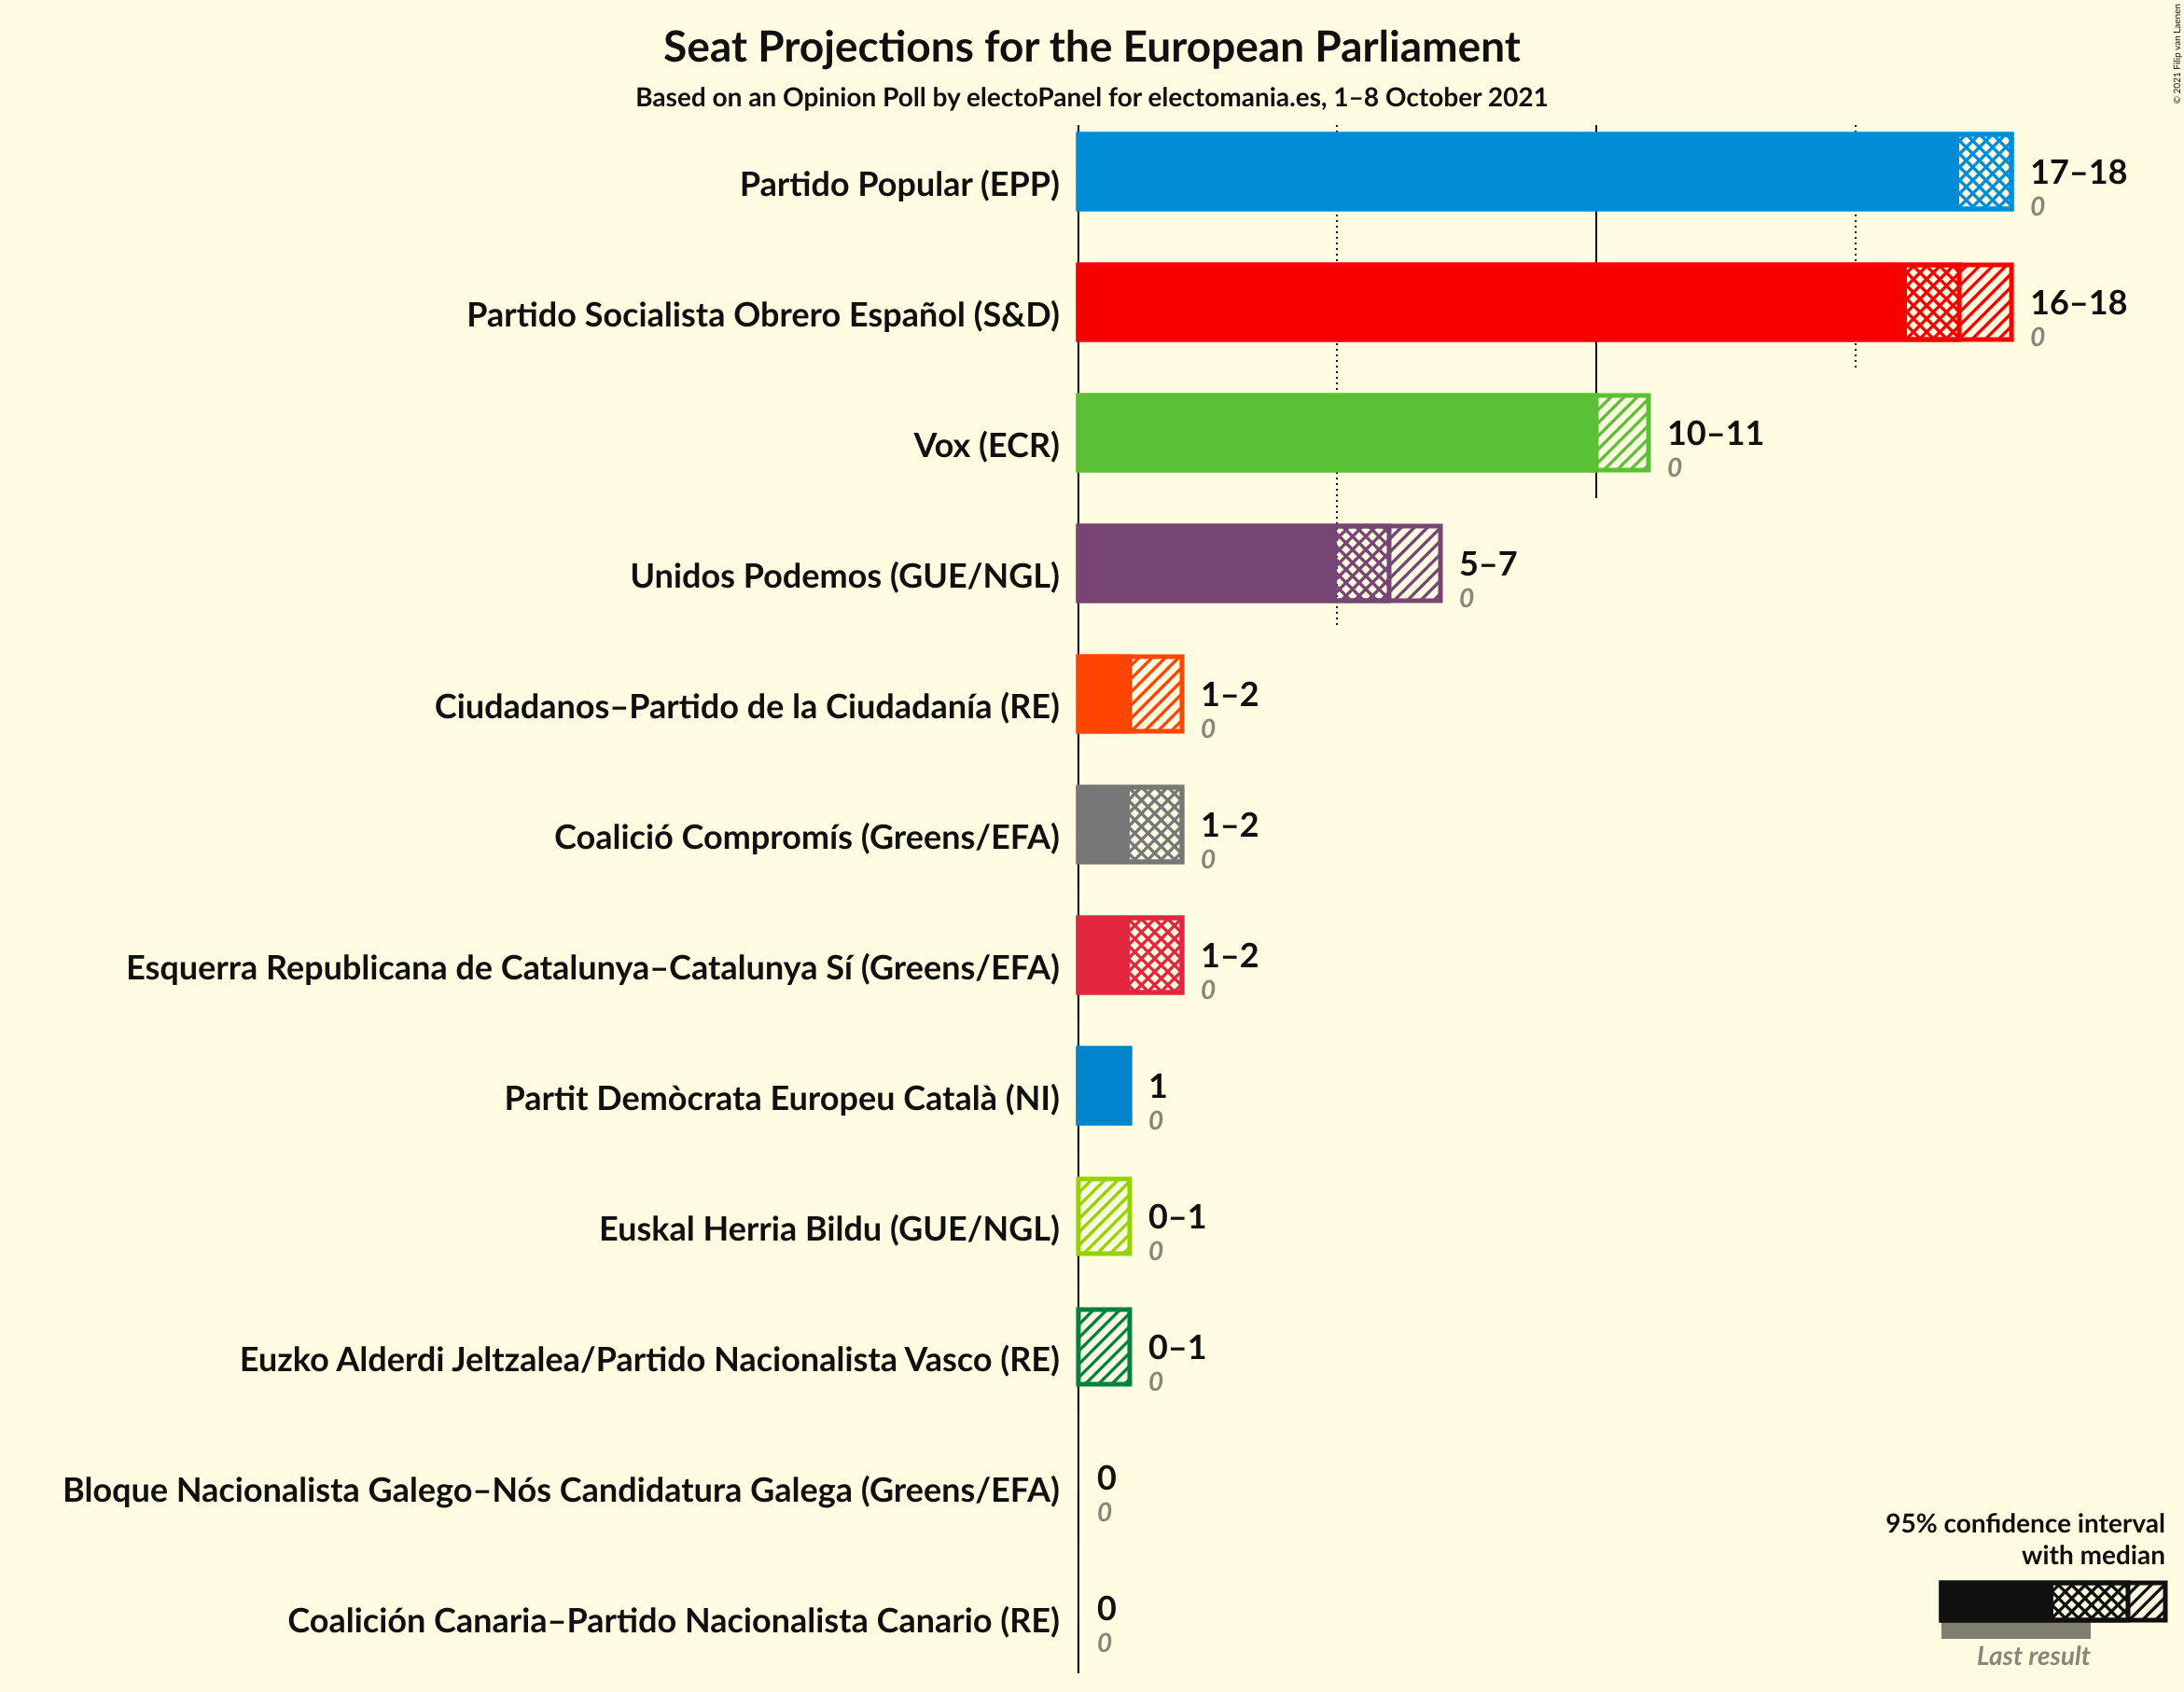 Seat Projections for the European Parliament
Based on an Opinion Poll by electoPanel for electomania.es, 1–8 October 2021
© 2021 Filip van Laenen
Partido Popular (EPP)
17–18
0
Partido Socialista Obrero Español (S&D)
16–18
0
Vox (ECR)
10–11
0
Unidos Podemos (GUE/NGL)
5–7
0
Ciudadanos–Partido de la Ciudadanía (RE)
1–2
0
Coalició Compromís (Greens/EFA)
1–2
0
Esquerra Republicana de Catalunya–Catalunya Sí (Greens/EFA)
1–2
0
Partit Demòcrata Europeu Català (NI)
1
0
Euskal Herria Bildu (GUE/NGL)
0–1
0
Euzko Alderdi Jeltzalea/Partido Nacionalista Vasco (RE)
0–1
0
Bloque Nacionalista Galego–Nós Candidatura Galega (Greens/EFA)
0
0
Coalición Canaria–Partido Nacionalista Canario (RE)
0
0
95% confidence interval
with median
Last result